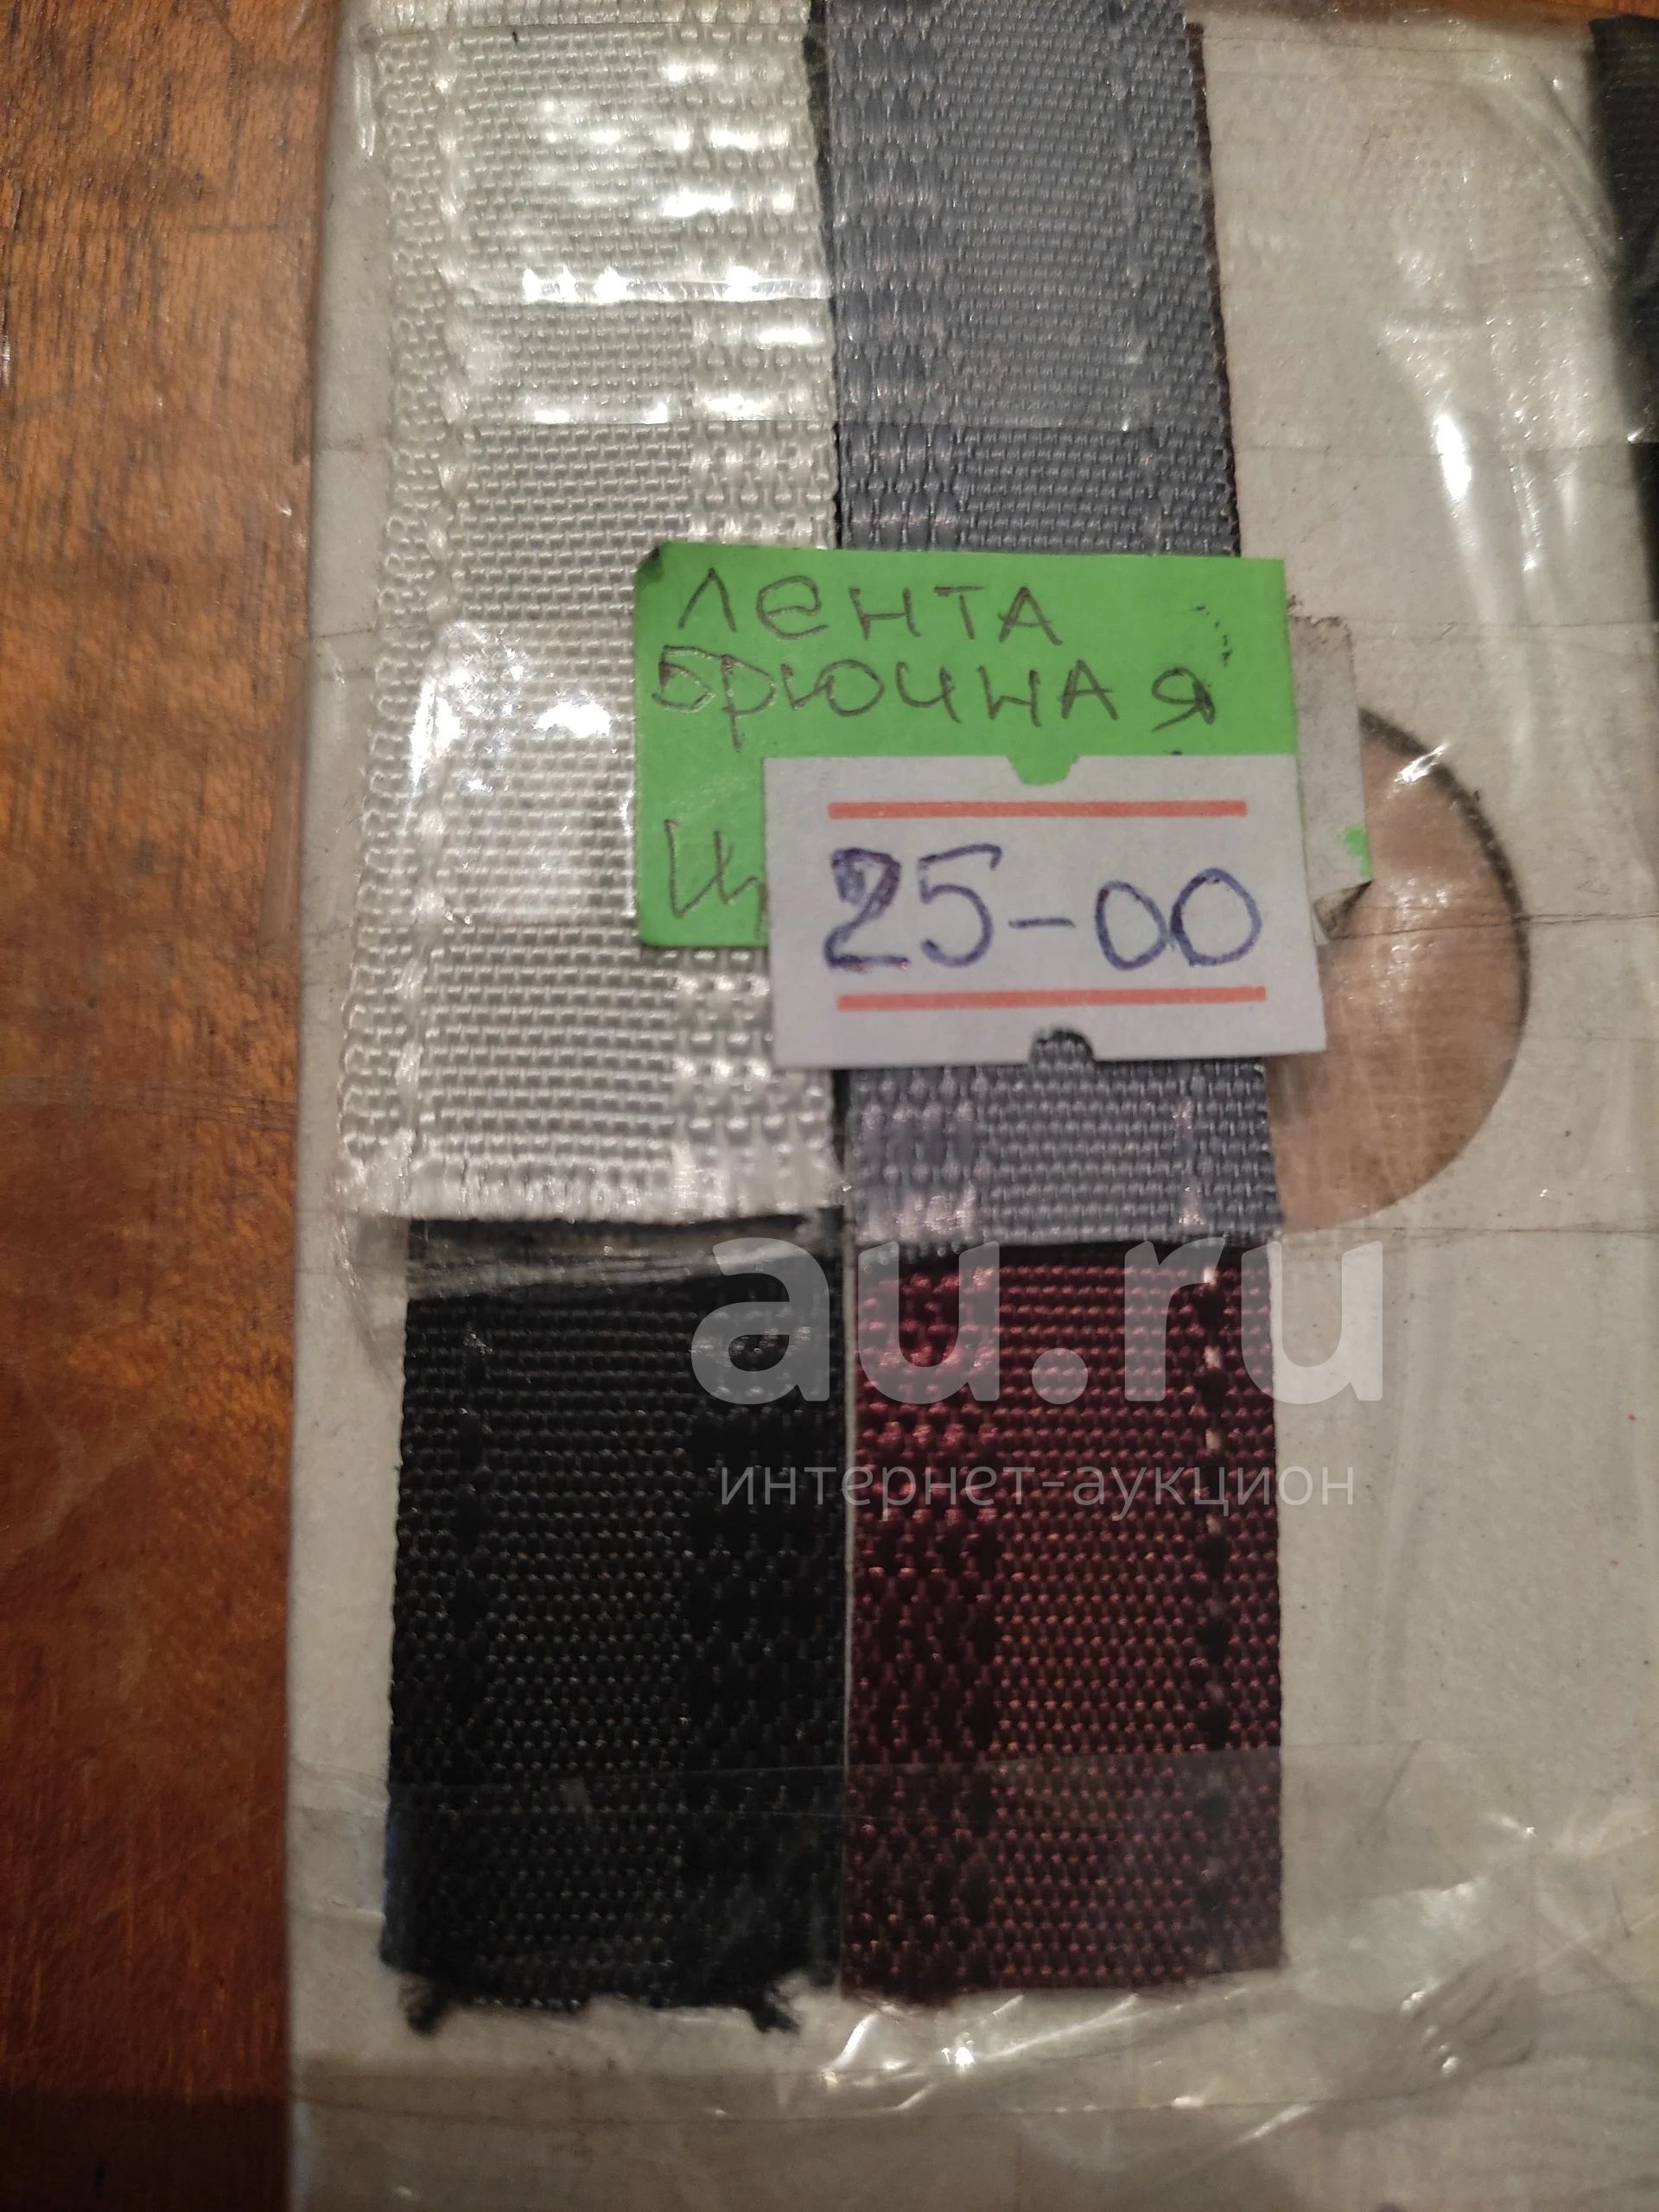 лента
брючная
Ц
25-00
au.ru
интернет-аукцион